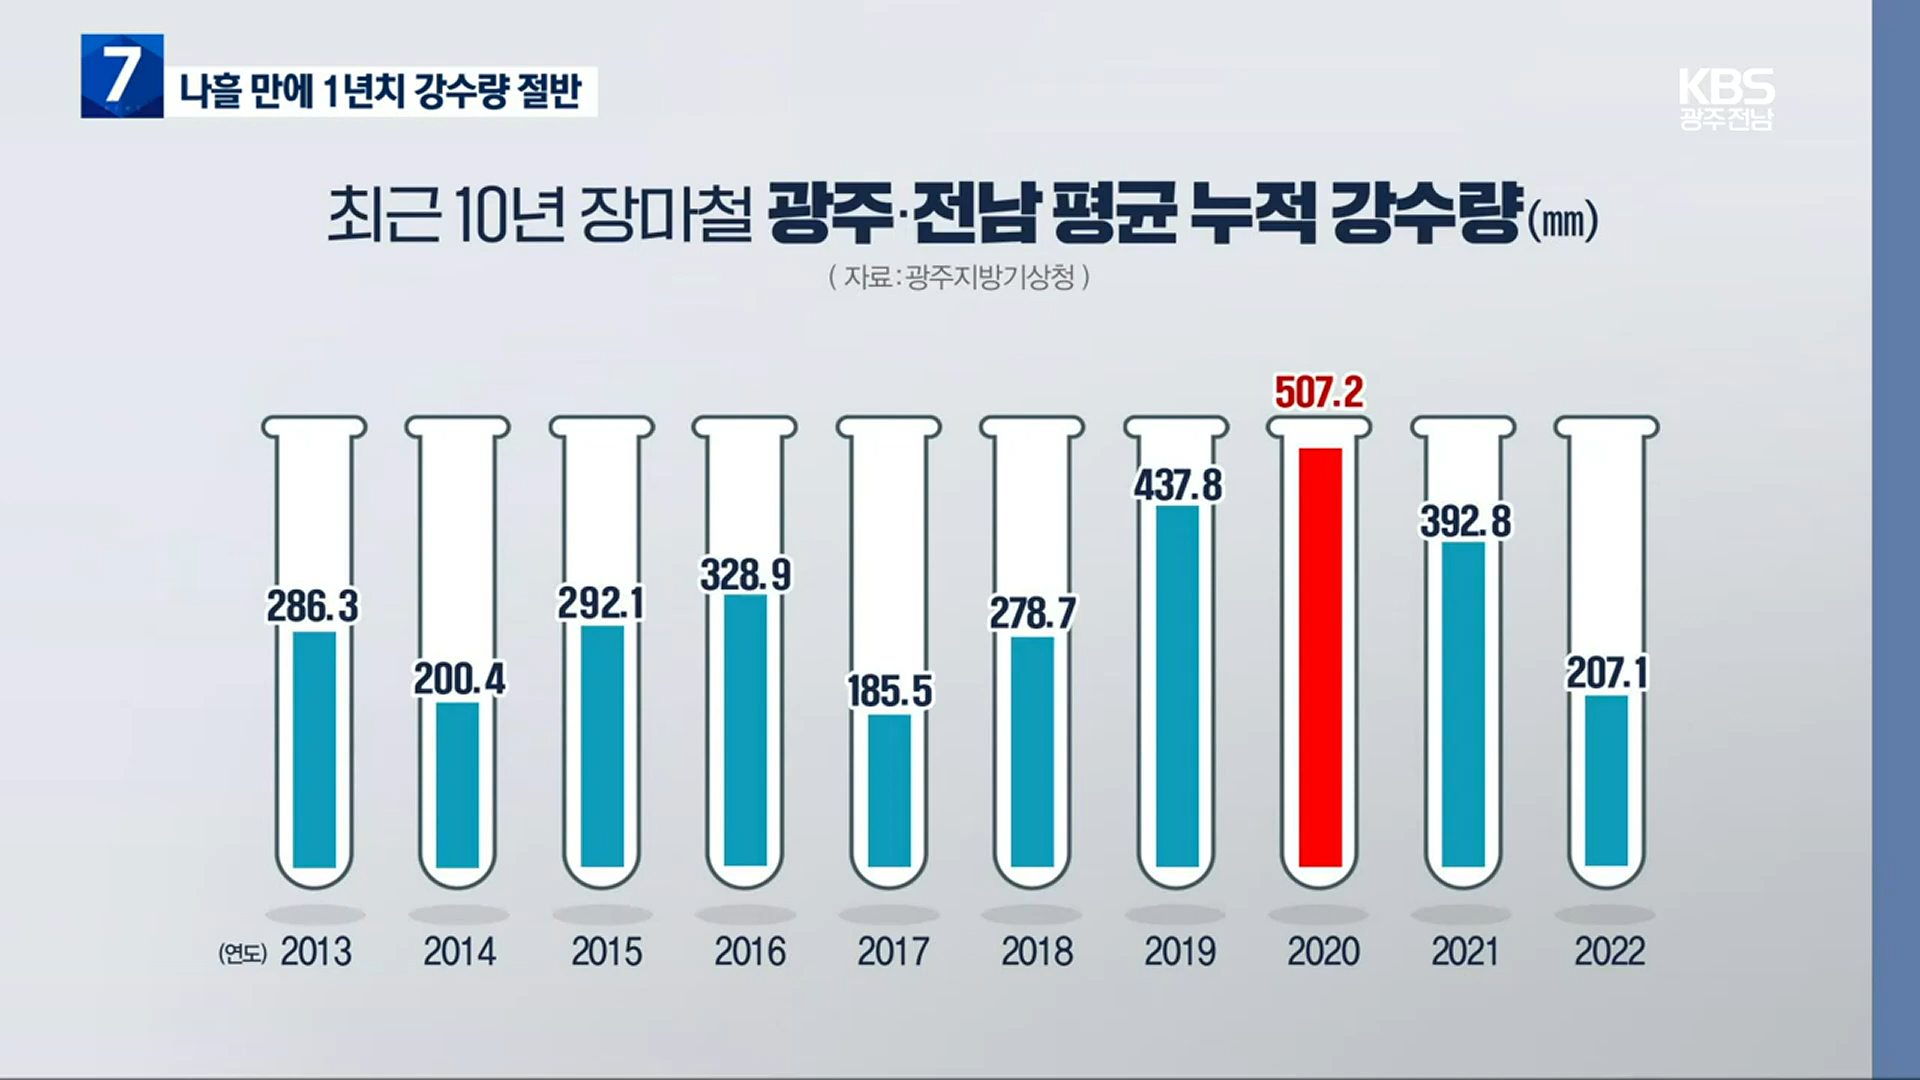 7
나흘 만에 1년치 강수량 절반
KBS
광주전남
최근 10년 장마철 광주·전남 평균 누적 강수량(㎜)
( 자료 : 광주지방기상청 )
286.3
200.4
292.1
328.9
185.5
278.7
437.8
507.2
392.8
207.1
(연도) 2013 2014 2015 2016 2017 2018 2019 2020 2021 2022